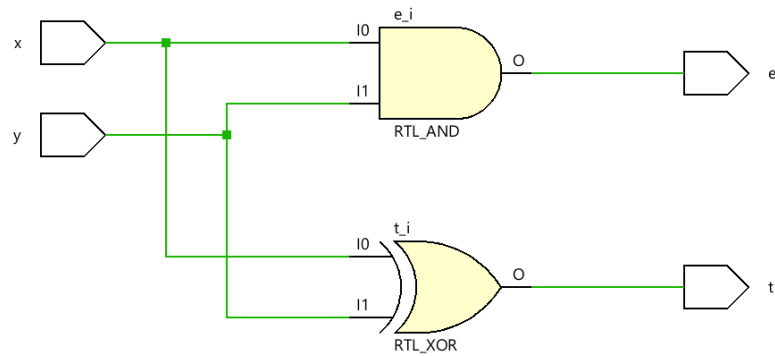 e_i
x
I0
O
e
I1
y
RTL_AND
t_i
I0
O
t
I1
RTL_XOR